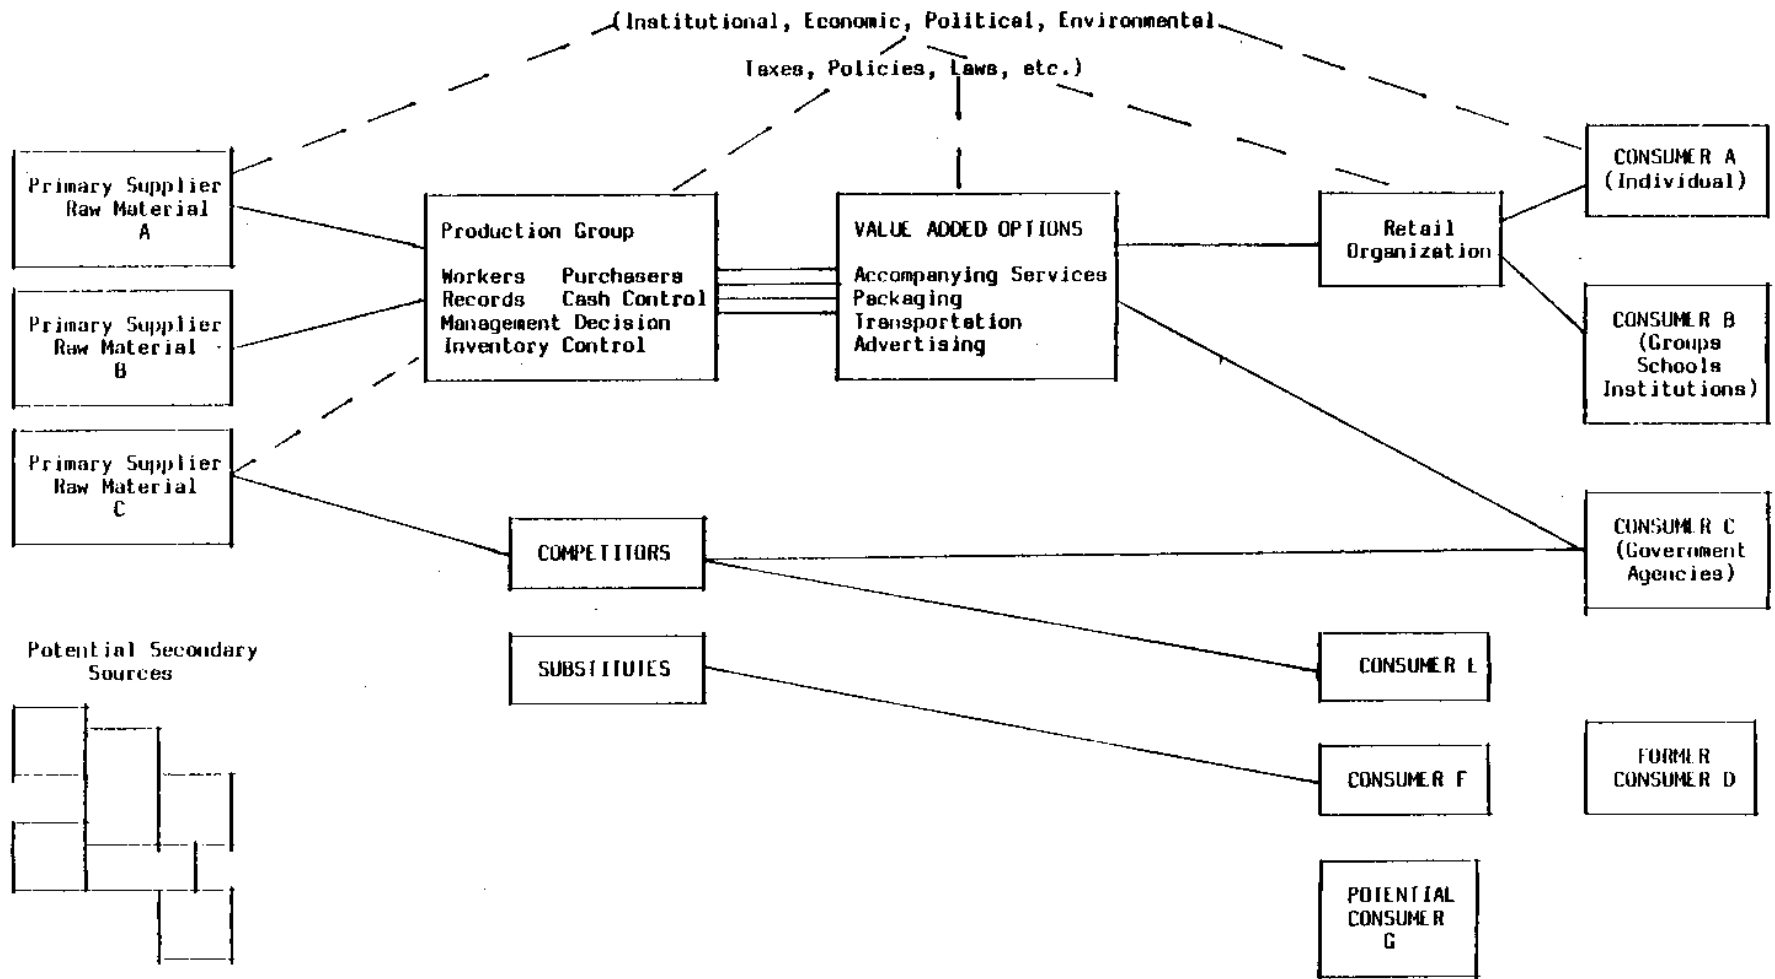 (Institutional, Economic, Political, Environmental
Taxes, Policies, Laws, etc.)
Primary Supplier
Raw Material
A
Primary Supplier
Raw Material
B
Primary Supplier
Raw Material
C
Potential Secondary
Sources
Production Group
Workers Purchasers
Records Cash Control
Management Decision
Inventory Control
COMPETITORS
SUBSTITUTES
VALUE ADDED OPTIONS
Accompanying Services
Packaging
Transportation
Advertising
Retail
Organization
CONSUMER A
(Individual)
CONSUMER B
(Groups
Schools
Institutions)
CONSUMER C
(Government
Agencies)
CONSUMER E
CONSUMER F
FORMER
CONSUMER D
POTENTIAL
CONSUMER
G